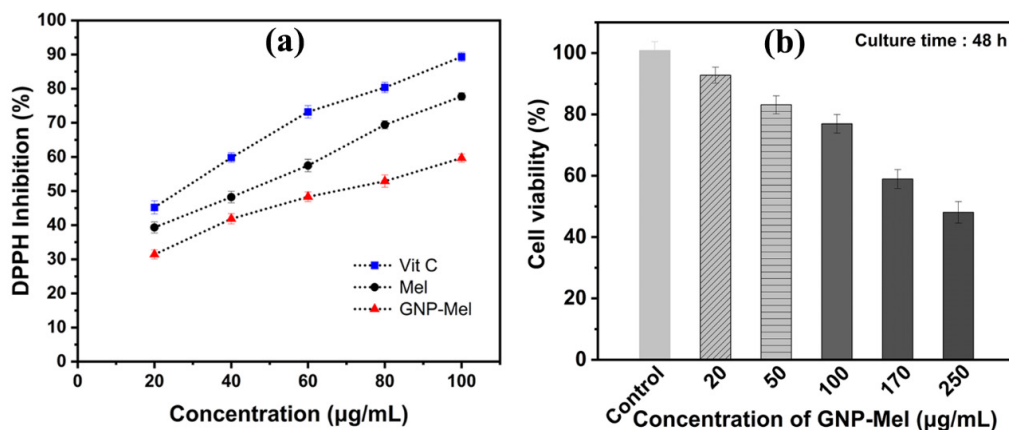 (a)
DPPH Inhibition (%)
100
90
80
70
60
50
40
30
20
10
0
Vit C
Mel
GNP-Mel
0 20 40 60 80 100
Concentration (µg/mL)
(b)
Culture time : 48 h
Cell viability (%)
100
80
60
40
20
0
Control 20 50 100 170 250
Concentration of GNP-Mel (µg/mL)